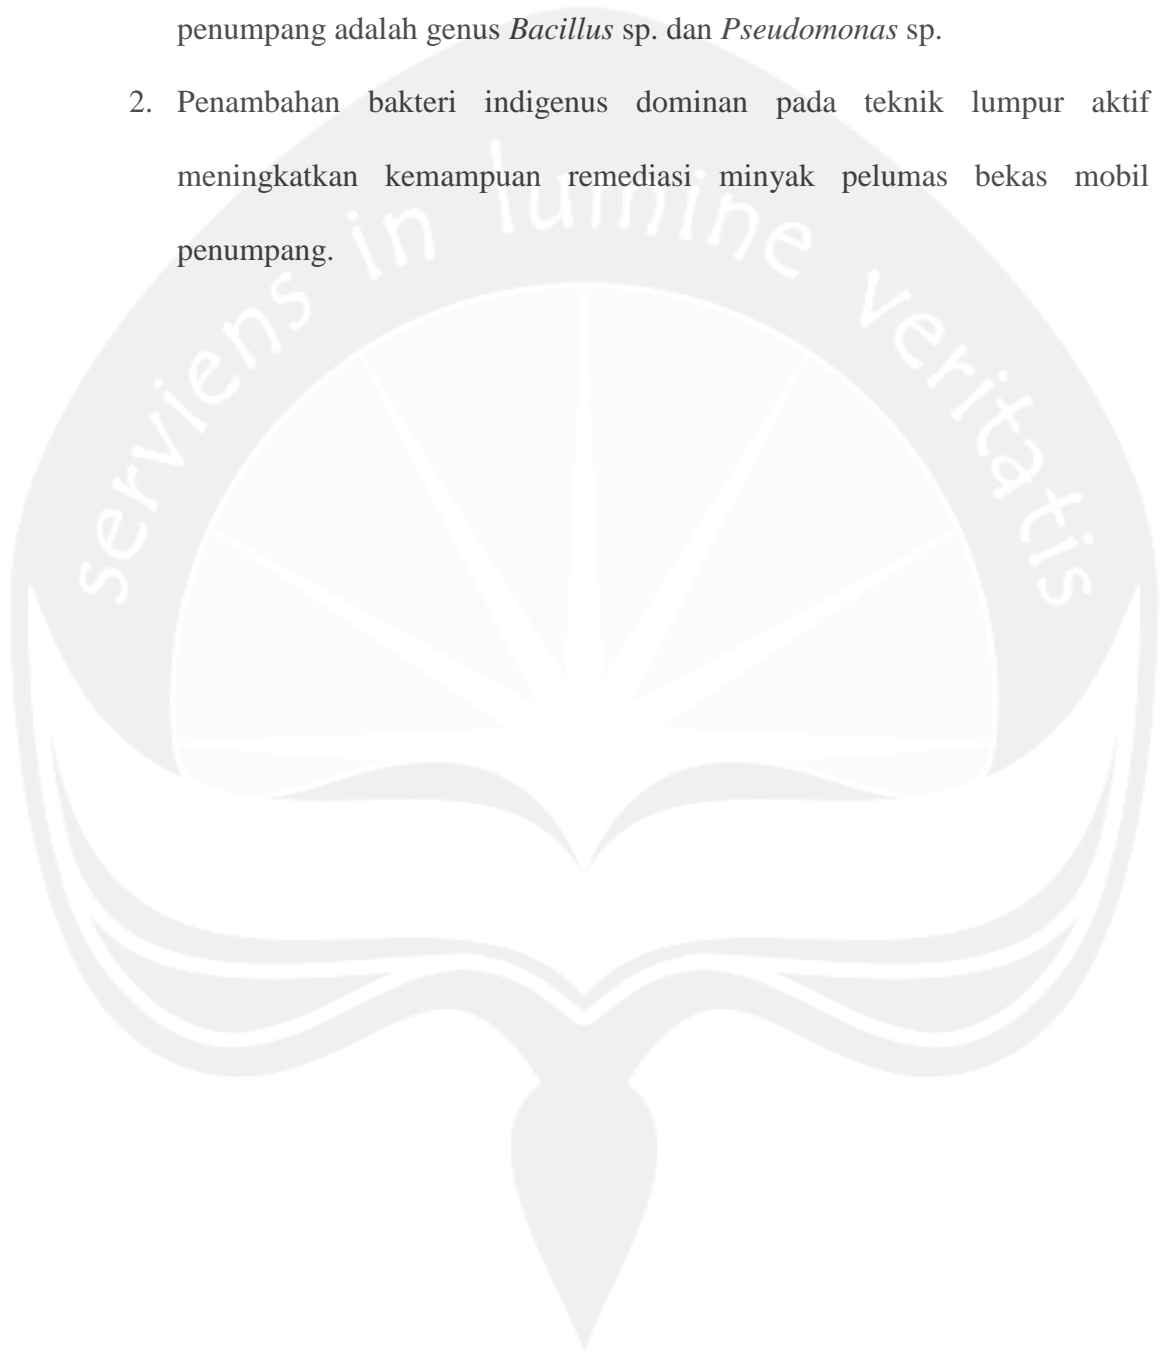 penumpang adalah genus Bacillus sp. dan Pseudomonas sp.
2. Penambahan bakteri indigenus dominan pada teknik lumpur aktif
meningkatkan kemampuan remediasi minyak pelumas bekas mobil
penumpang.
serviens in lumine veritatis